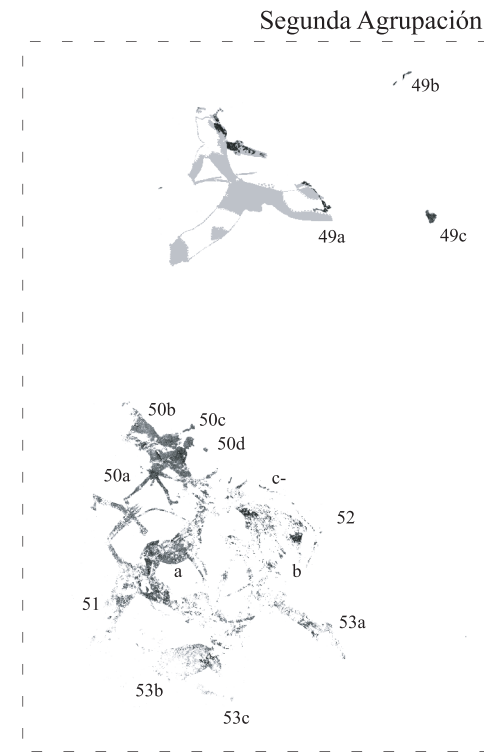 Segunda Agrupación
49b
49a
49c
50b
50c
50d
50a
c-
52
a
b
51
53a
53b
53c